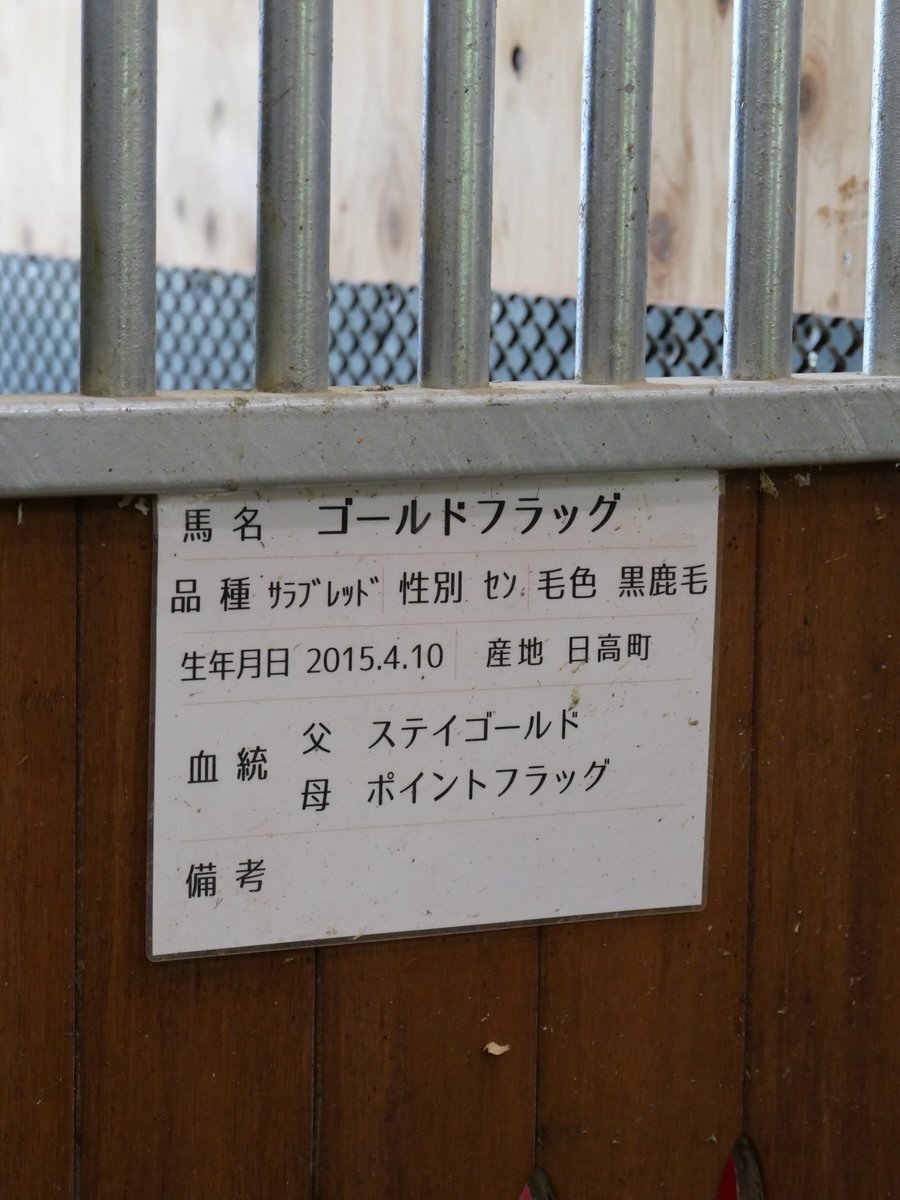 馬名 ゴールドフラッグ
品種 ｻﾗﾌﾞﾚｯﾄﾞ 性別 ｾﾝ 毛色 黒鹿毛
生年月日 2015.4.10 産地 日高町
血統 父 ステイゴールド
母 ポイントフラッグ
備考